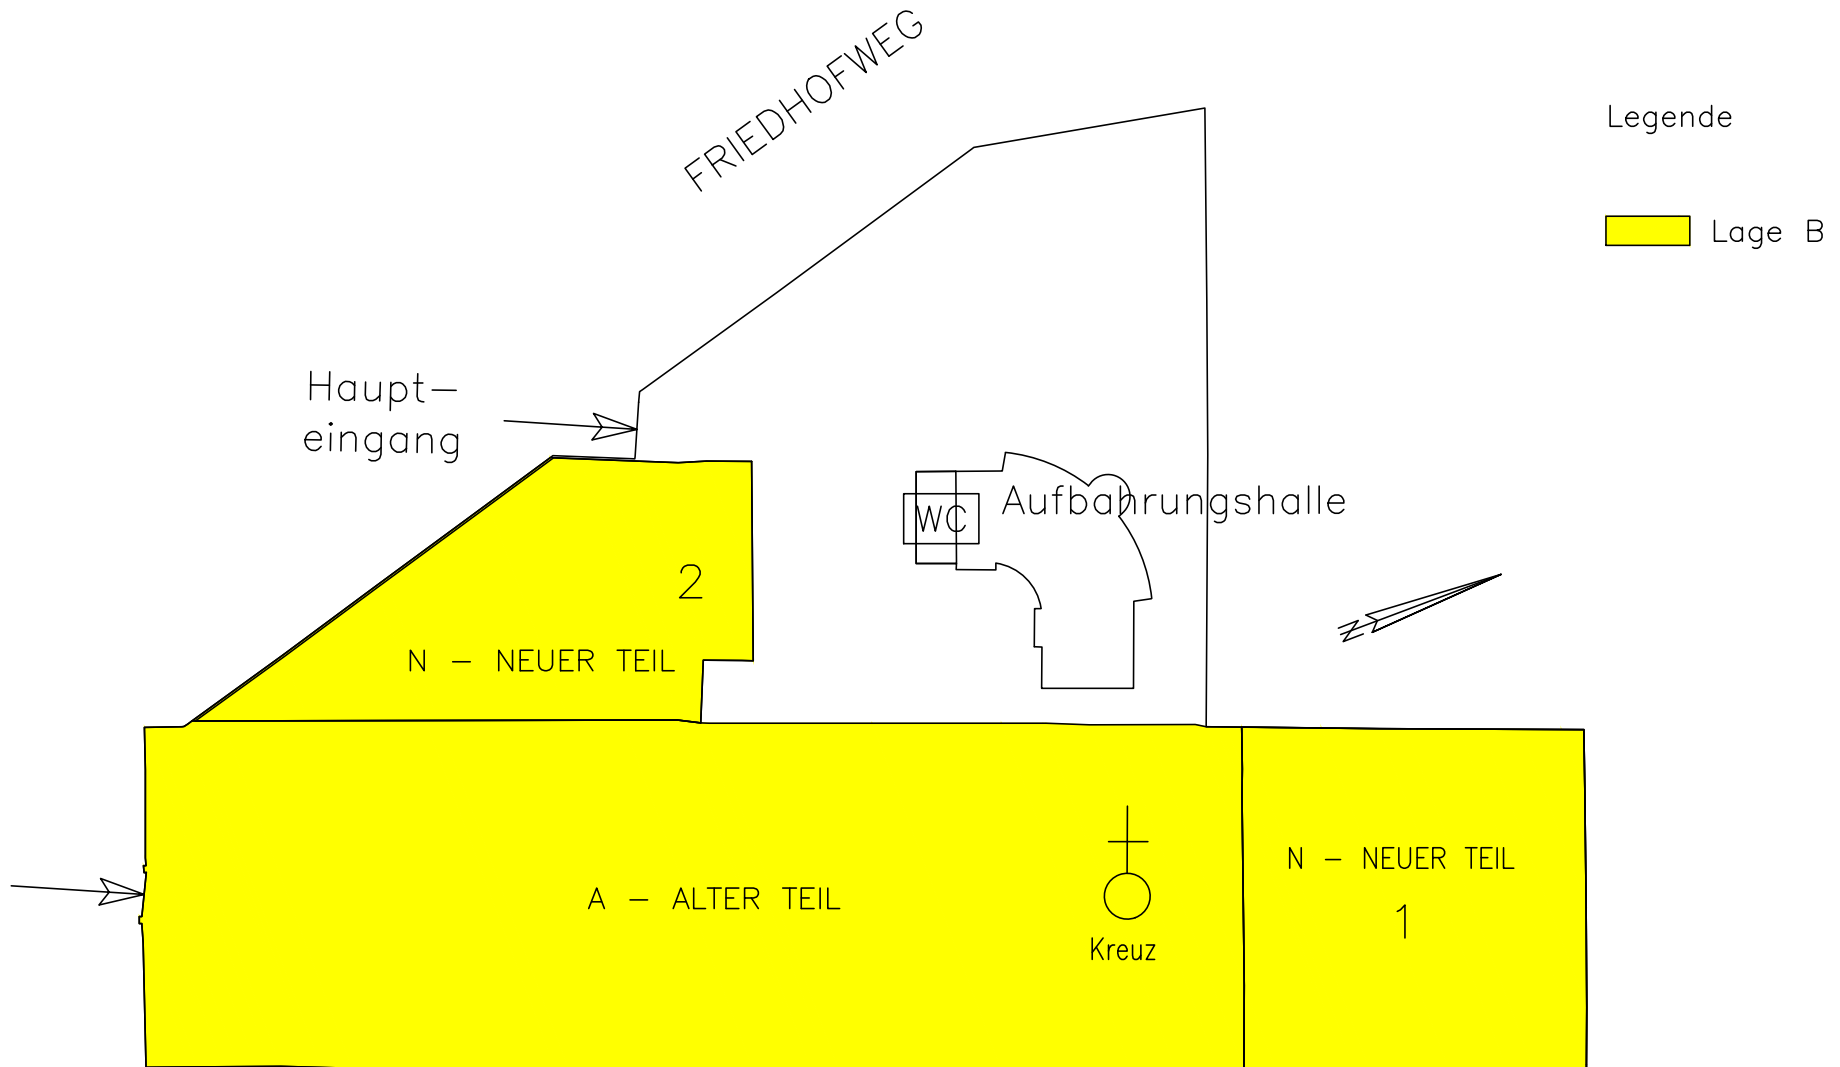 FRIEDHOFWEG
Legende
Lage B
Haupt–
eingang
Aufbahrungshalle
WC
2
N – NEUER TEIL
N
A – ALTER TEIL
Kreuz
N – NEUER TEIL
1